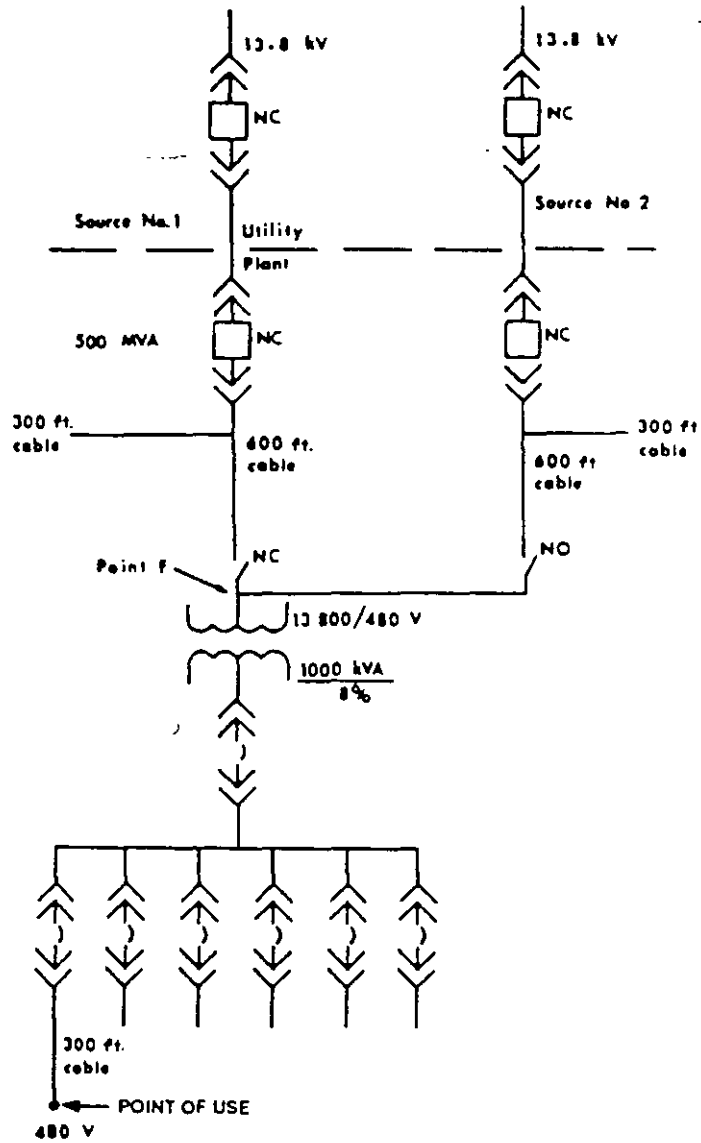 13.8 kV
13.8 kV
NC
NC
Source No.1
Utility
Source No 2
Plant
500 MVA
NC
NC
300 ft.
cable
600 ft.
cable
300 ft
cable
600 ft
cable
NC
NO
Point F
13 800/480 V
1000 kVA
8%
300 ft.
cable
POINT OF USE
480 V